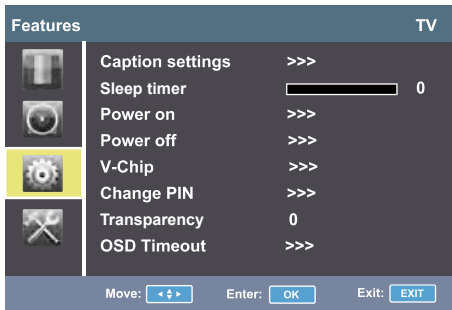 Features TV
Caption settings >>>
Sleep timer 0
Power on >>>
Power off >>>
V-Chip >>>
Change PIN >>>
Transparency 0
OSD Timeout >>>
Move: Enter: OK Exit: EXIT